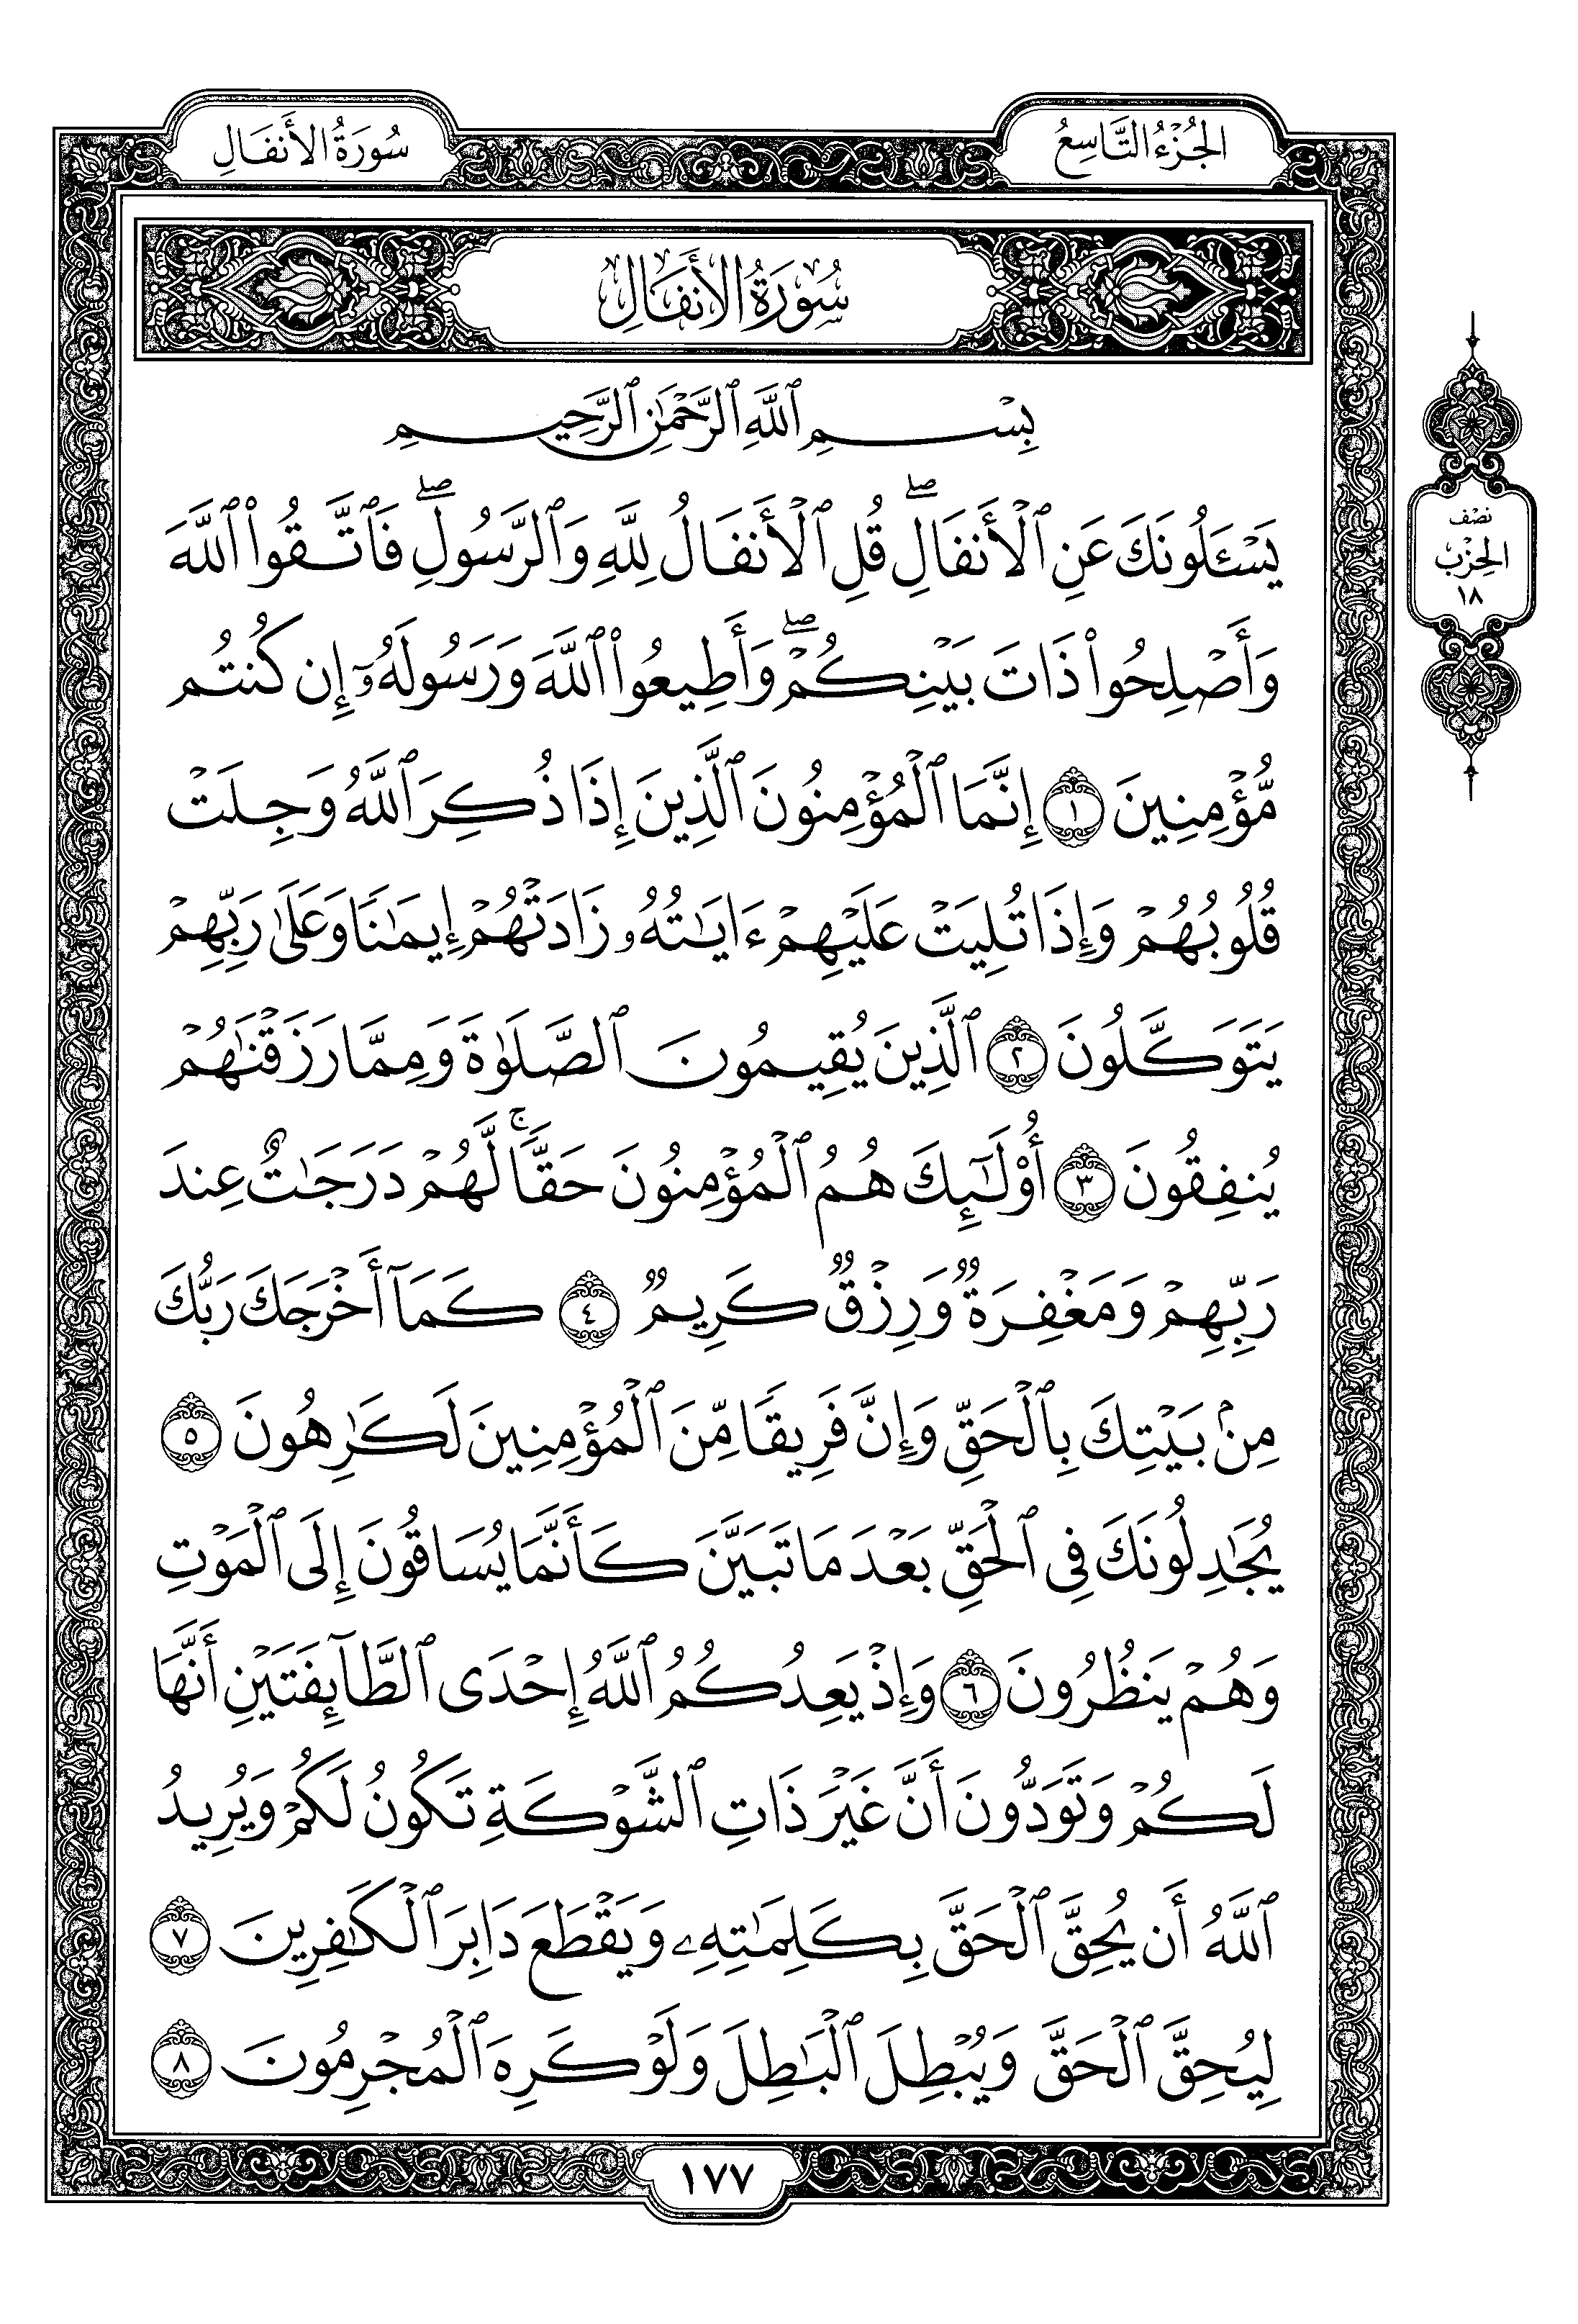 الجُزْءُ التَّاسِعُ
سُورَةُ الأَنفَالِ
سُورَةُ الأَنفَالِ
نصْف
الحِزْب
١٨
بِسْمِ ٱللَّهِ ٱلرَّحْمَٰنِ ٱلرَّحِيمِ
يَسْـَٔلُونَكَ عَنِ ٱلْأَنفَالِۖ قُلِ ٱلْأَنفَالُ لِلَّهِ وَٱلرَّسُولِۖ فَٱتَّقُوا۟ ٱللَّهَ
وَأَصْلِحُوا۟ ذَاتَ بَيْنِكُمْۖ وَأَطِيعُوا۟ ٱللَّهَ وَرَسُولَهُۥٓ إِن كُنتُم
مُّؤْمِنِينَ ١ إِنَّمَا ٱلْمُؤْمِنُونَ ٱلَّذِينَ إِذَا ذُكِرَ ٱللَّهُ وَجِلَتْ
قُلُوبُهُمْ وَإِذَا تُلِيَتْ عَلَيْهِمْ ءَايَٰتُهُۥ زَادَتْهُمْ إِيمَٰنًا وَعَلَىٰ رَبِّهِمْ
يَتَوَكَّلُونَ ٢ ٱلَّذِينَ يُقِيمُونَ ٱلصَّلَوٰةَ وَمِمَّا رَزَقْنَٰهُمْ
يُنفِقُونَ ٣ أُو۟لَٰٓئِكَ هُمُ ٱلْمُؤْمِنُونَ حَقًّاۚ لَّهُمْ دَرَجَٰتٌ عِندَ
رَبِّهِمْ وَمَغْفِرَةٌ وَرِزْقٌ كَرِيمٌ ٤ كَمَآ أَخْرَجَكَ رَبُّكَ
مِنۢ بَيْتِكَ بِٱلْحَقِّ وَإِنَّ فَرِيقًا مِّنَ ٱلْمُؤْمِنِينَ لَكَٰرِهُونَ ٥
يُجَٰدِلُونَكَ فِى ٱلْحَقِّ بَعْدَ مَا تَبَيَّنَ كَأَنَّمَا يُسَاقُونَ إِلَى ٱلْمَوْتِ
وَهُمْ يَنظُرُونَ ٦ وَإِذْ يَعِدُكُمُ ٱللَّهُ إِحْدَى ٱلطَّآئِفَتَيْنِ أَنَّهَا
لَكُمْ وَتَوَدُّونَ أَنَّ غَيْرَ ذَاتِ ٱلشَّوْكَةِ تَكُونُ لَكُمْ وَيُرِيدُ
ٱللَّهُ أَن يُحِقَّ ٱلْحَقَّ بِكَلِمَٰتِهِۦ وَيَقْطَعَ دَابِرَ ٱلْكَٰفِرِينَ ٧
لِيُحِقَّ ٱلْحَقَّ وَيُبْطِلَ ٱلْبَٰطِلَ وَلَوْ كَرِهَ ٱلْمُجْرِمُونَ ٨
١٧٧